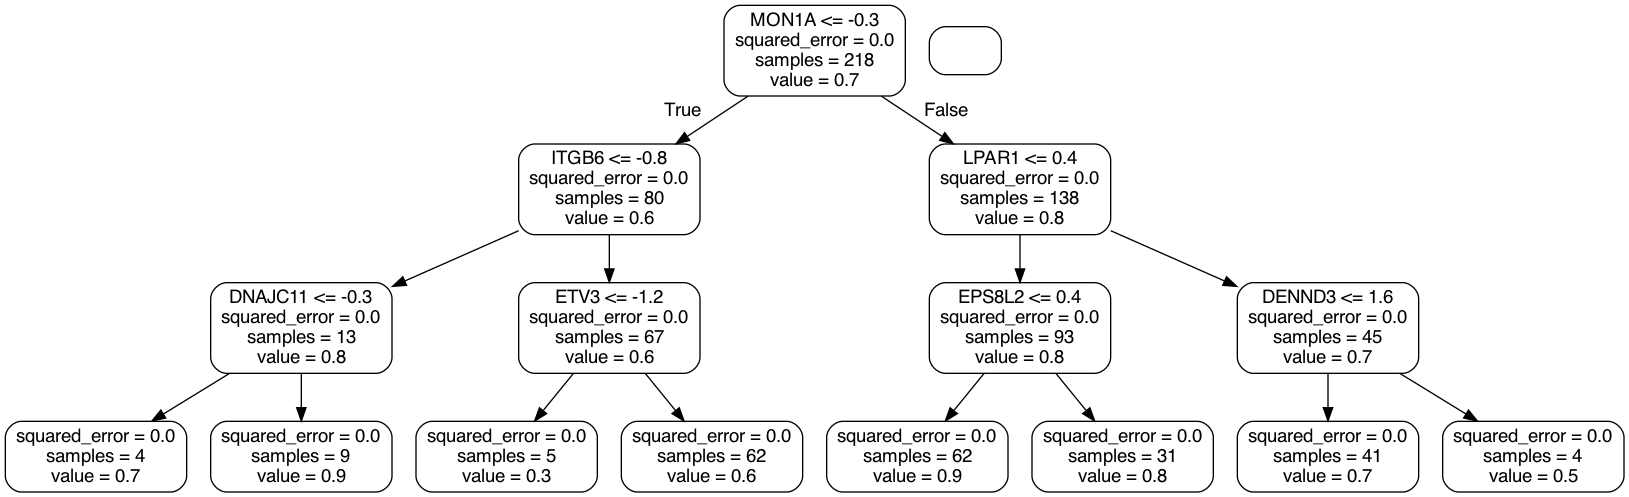 MON1A <= -0.3
squared_error = 0.0
samples = 218
value = 0.7
True
False
ITGB6 <= -0.8
squared_error = 0.0
samples = 80
value = 0.6
LPAR1 <= 0.4
squared_error = 0.0
samples = 138
value = 0.8
DNAJC11 <= -0.3
squared_error = 0.0
samples = 13
value = 0.8
ETV3 <= -1.2
squared_error = 0.0
samples = 67
value = 0.6
EPS8L2 <= 0.4
squared_error = 0.0
samples = 93
value = 0.8
DENND3 <= 1.6
squared_error = 0.0
samples = 45
value = 0.7
squared_error = 0.0
samples = 4
value = 0.7
squared_error = 0.0
samples = 9
value = 0.9
squared_error = 0.0
samples = 5
value = 0.3
squared_error = 0.0
samples = 62
value = 0.6
squared_error = 0.0
samples = 62
value = 0.9
squared_error = 0.0
samples = 31
value = 0.8
squared_error = 0.0
samples = 41
value = 0.7
squared_error = 0.0
samples = 4
value = 0.5